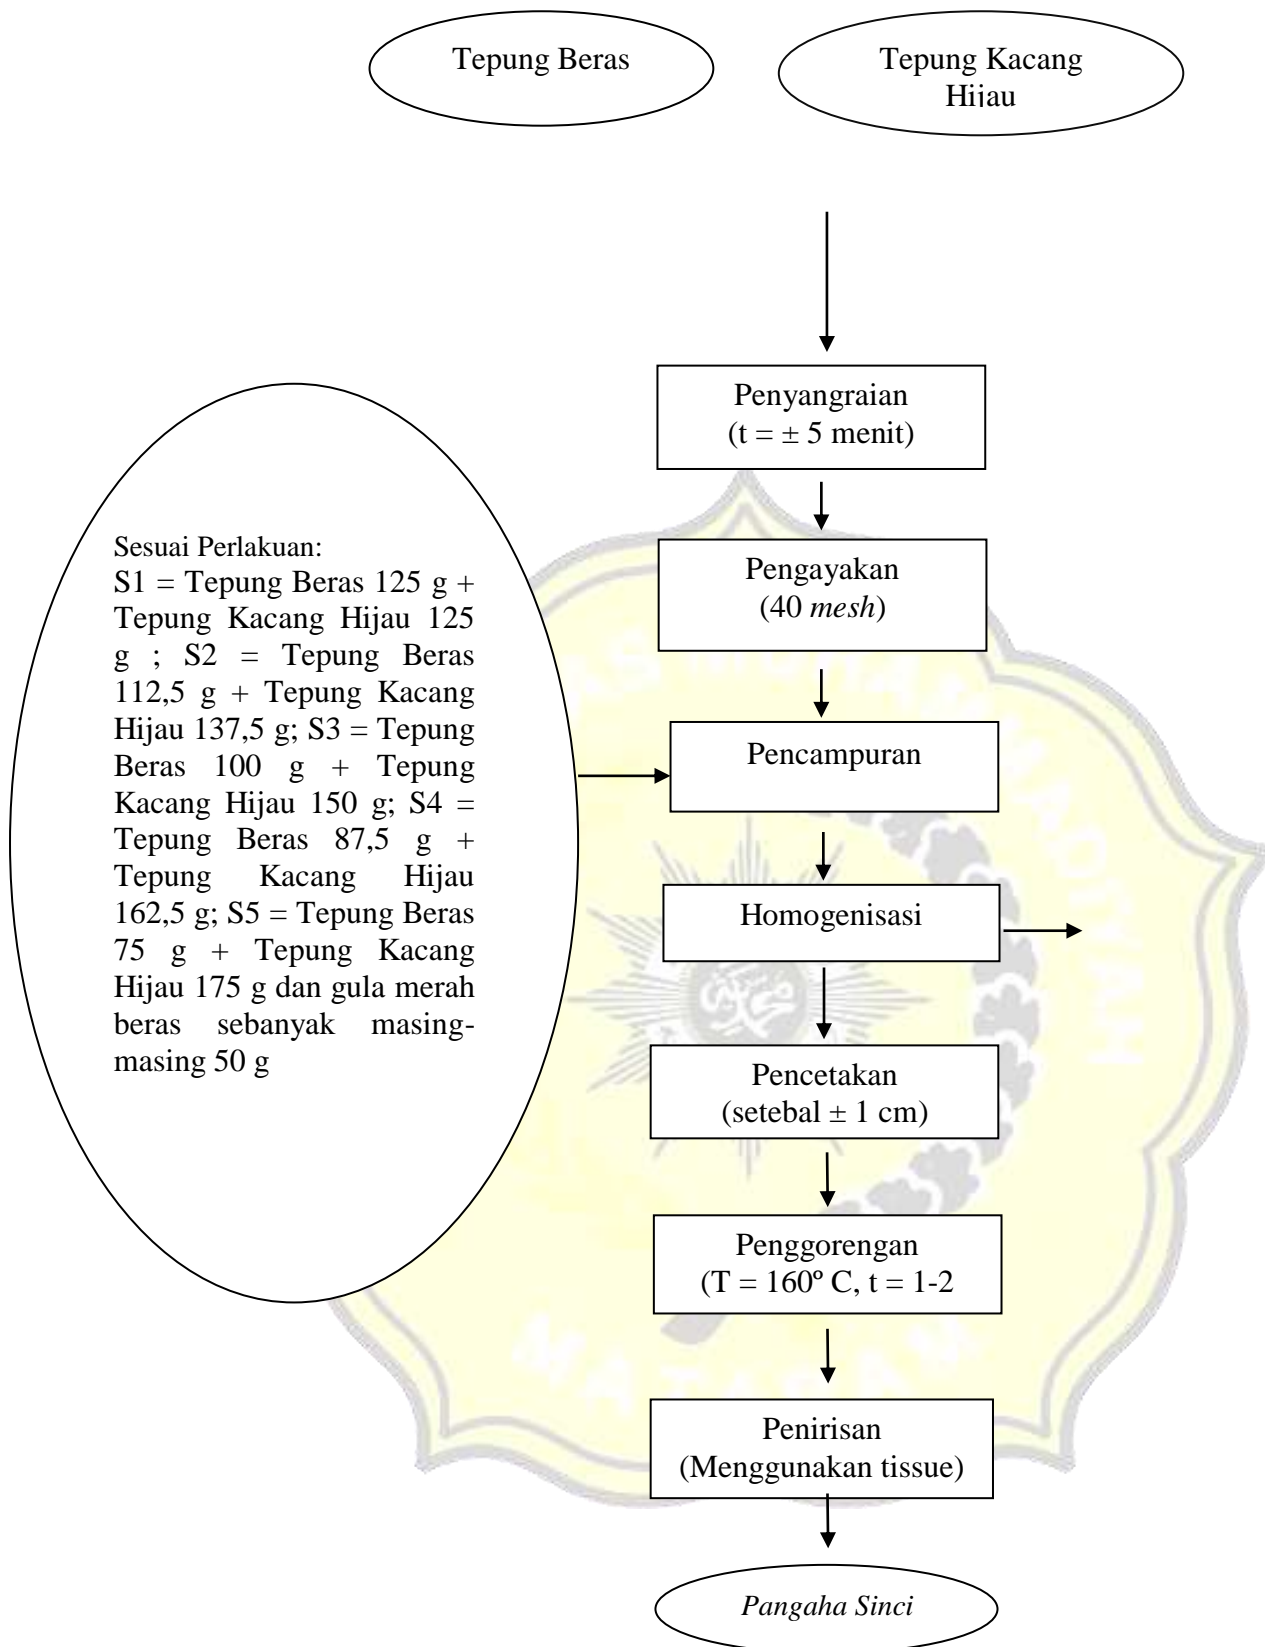 Tepung Beras
Tepung Kacang
Hijau
Penyangraian
(t = ± 5 menit)
Pengayakan
(40 mesh)
Sesuai Perlakuan:
S1 = Tepung Beras 125 g +
Tepung Kacang Hijau 125
g ; S2 = Tepung Beras
112,5 g + Tepung Kacang
Hijau 137,5 g; S3 = Tepung
Beras 100 g + Tepung
Kacang Hijau 150 g; S4 =
Tepung Beras 87,5 g +
Tepung Kacang Hijau
162,5 g; S5 = Tepung Beras
75 g + Tepung Kacang
Hijau 175 g dan gula merah
beras sebanyak masing-
masing 50 g
Pencampuran
Homogenisasi
Pencetakan
(setebal ± 1 cm)
Penggorengan
(T = 160º C, t = 1-2
Penirisan
(Menggunakan tissue)
Pangaha Sinci
MUHAMMADIYAH
MATARAM